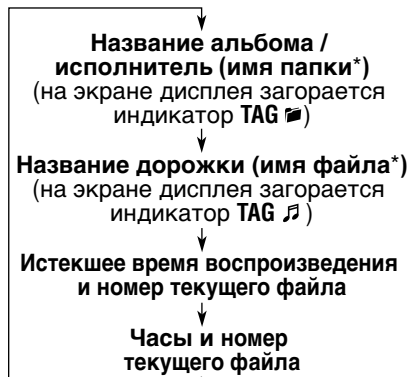 Название альбома /
исполнитель (имя папки*)
(на экране дисплея загорается
индикатор TAG)
Название дорожки (имя файла*)
(на экране дисплея загорается
индикатор TAG)
Истекшее время воспроизведения
и номер текущего файла
Часы и номер
текущего файла